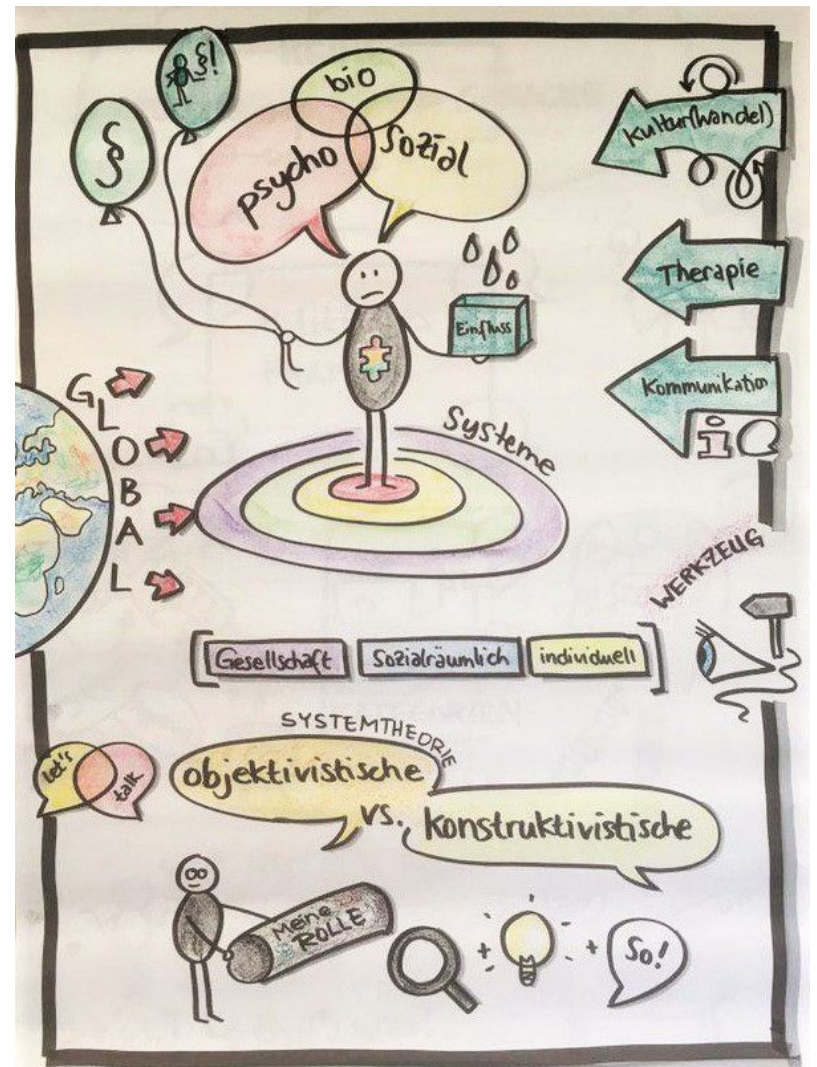 §!
§
bio
psycho
Sozial
Kultur(wandel)
Therapie
Einfluss
Kommunikation
GLOBAL
Systeme
WERKZEUG
Gesellschaft
Sozialräumlich
individuell
SYSTEMTHEORIE
let's
talk
objektivistische
vs.
Konstruktivistische
Meine
ROLLE
+
+
So!